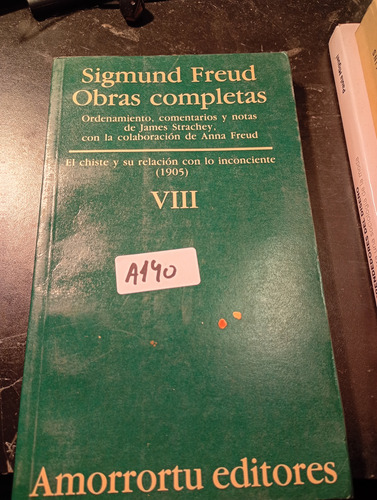 Sigmund Freud
Obras completas
Ordenamiento, comentarios y notas
de James Strachey,
con la colaboración de Anna Freud
El chiste y su relación con lo inconciente
(1905)
VIII
A140
Amorrortu editores